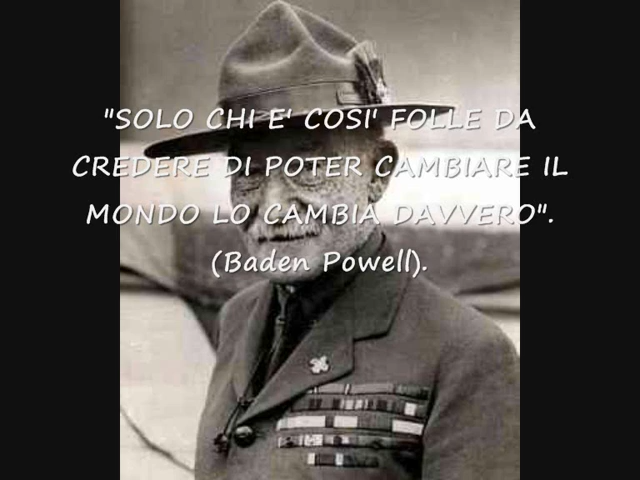 "SOLO CHI E' COSI' FOLLE DA
CREDERE DI POTER CAMBIARE IL
MONDO LO CAMBIA DAVVERO".
(Baden Powell).